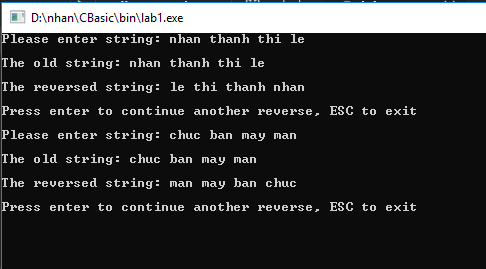 D:\nhan\CBasic\bin\lab1.exe
Please enter string: nhan thanh thi le
The old string: nhan thanh thi le
The reversed string: le thi thanh nhan
Press enter to continue another reverse, ESC to exit
Please enter string: chuc ban may man
The old string: chuc ban may man
The reversed string: man may ban chuc
Press enter to continue another reverse, ESC to exit